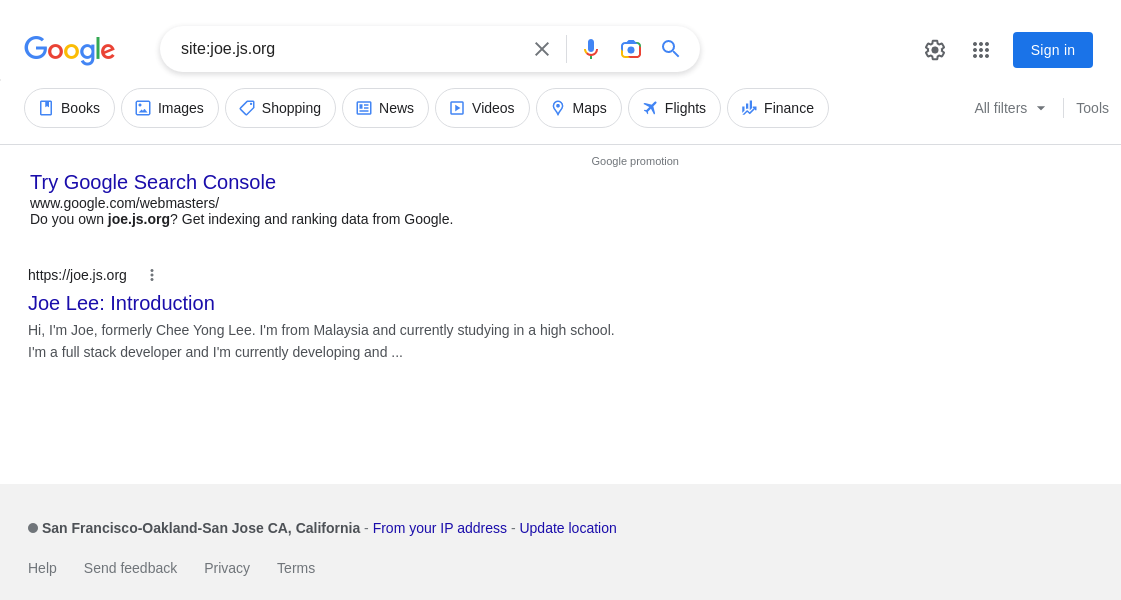 Google
site:joe.js.org
Sign in
Books
Images
Shopping
News
Videos
Maps
Flights
Finance
All filters
Tools
Google promotion
Try Google Search Console
www.google.com/webmasters/
Do you own joe.js.org? Get indexing and ranking data from Google.
https://joe.js.org
Joe Lee: Introduction
Hi, I'm Joe, formerly Chee Yong Lee. I'm from Malaysia and currently studying in a high school.
I'm a full stack developer and I'm currently developing and ...
San Francisco-Oakland-San Jose CA, California - From your IP address - Update location
Help Send feedback Privacy Terms